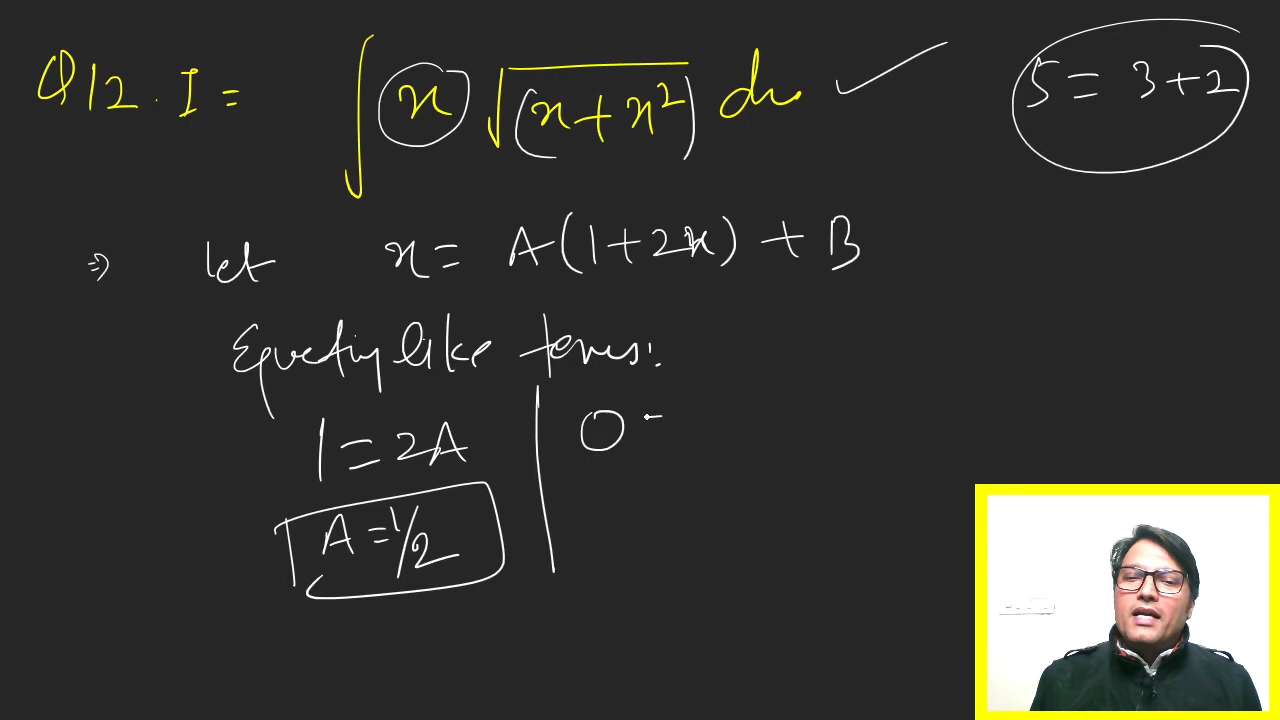 Q12. I = ∫ x √(x+x²) dx ✓
5 = 3+2
⇒ let x = A(1+2x) + B
Equating like terms:
1 = 2A
A = 1/2
0 -